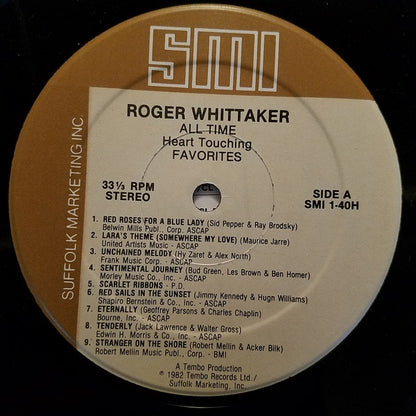 SMI
ROGER WHITTAKER
ALL TIME
Heart Touching
FAVORITES
33⅓ RPM
STEREO
SIDE A
SMI 1-40H
SUFFOLK MARKETING INC.
1. RED ROSES FOR A BLUE LADY (Sid Pepper & Ray Brodsky)
Belwin Mills Publ., Corp. - ASCAP
2. LARA'S THEME (SOMEWHERE MY LOVE) (Maurice Jarre)
United Artists Music - ASCAP
3. UNCHAINED MELODY (Hy Zaret & Alex North)
Frank Music Corp. - ASCAP
4. SENTIMENTAL JOURNEY (Bud Green, Les Brown & Ben Homer)
Morley Music Co., Inc. - ASCAP
5. SCARLET RIBBONS - P.D.
6. RED SAILS IN THE SUNSET (Jimmy Kennedy & Hugh Williams)
Shapiro Bernstein & Co., Inc. - ASCAP
7. ETERNALLY (Geoffrey Parsons & Charles Chaplin)
Bourne, Inc. - ASCAP
8. TENDERLY (Jack Lawrence & Walter Gross)
Edwin H. Morris & Co., Inc. - ASCAP
9. STRANGER ON THE SHORE (Robert Mellin & Acker Bilk)
Robert Mellin Music Publ., Corp. - BMI
A Tembo Production
© 1982 Tembo Records Ltd./
Suffolk Marketing, Inc.